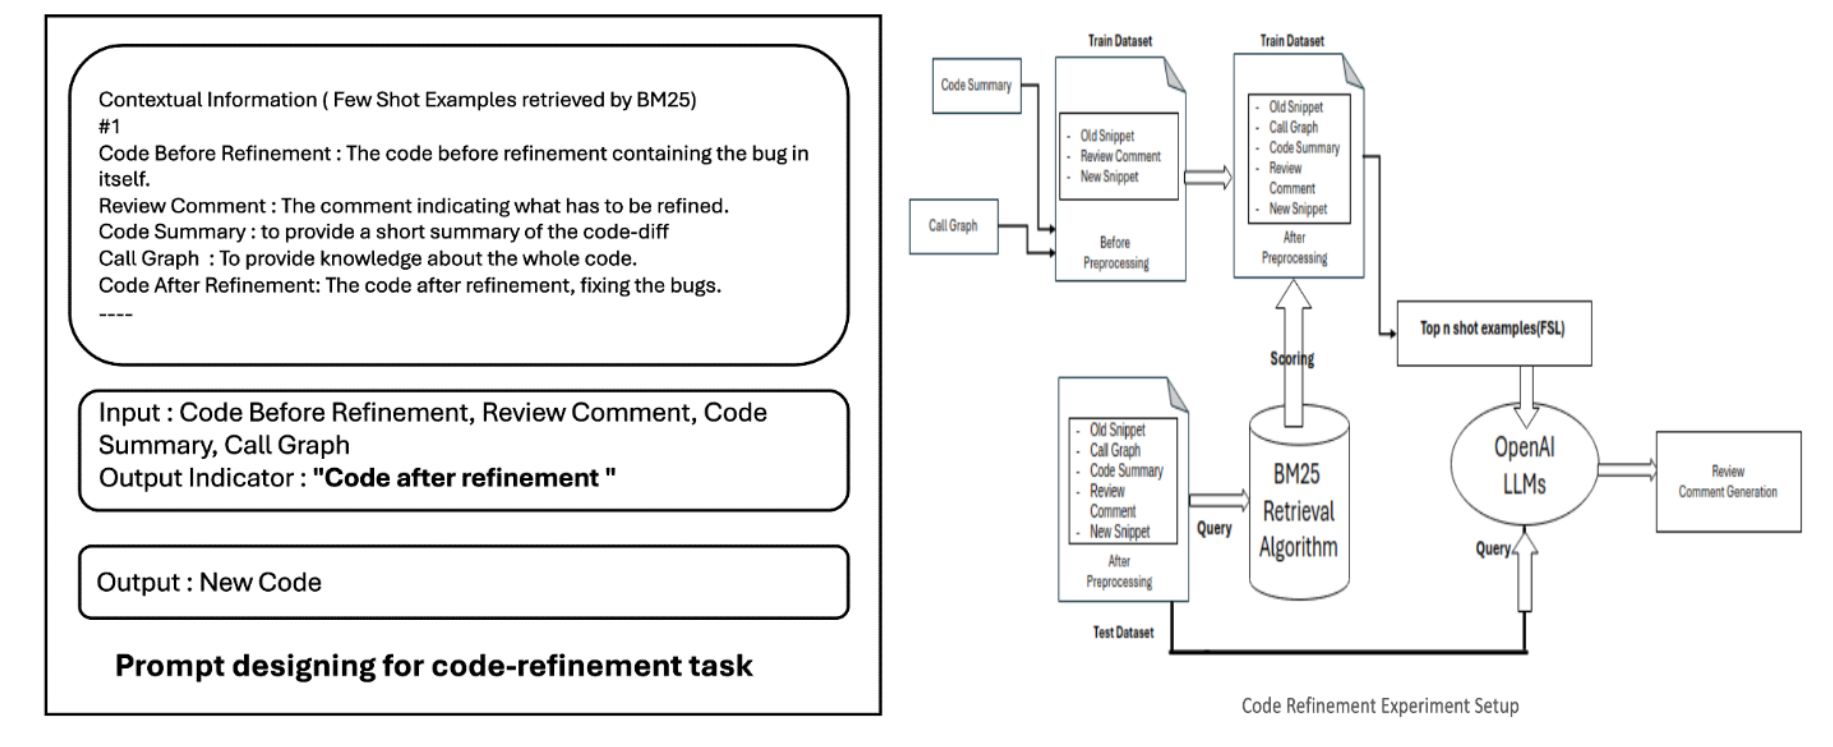 Contextual Information ( Few Shot Examples retrieved by BM25)
#1
Code Before Refinement : The code before refinement containing the bug in
itself.
Review Comment : The comment indicating what has to be refined.
Code Summary : to provide a short summary of the code-diff
Call Graph : To provide knowledge about the whole code.
Code After Refinement: The code after refinement, fixing the bugs.
----
Input : Code Before Refinement, Review Comment, Code
Summary, Call Graph
Output Indicator : "Code after refinement "
Output : New Code
Prompt designing for code-refinement task
Code Summary
Call Graph
Train Dataset
- Old Snippet
- Review Comment
- New Snippet
Before
Preprocessing
Train Dataset
- Old Snippet
- Call Graph
- Code Summary
- Review
Comment
- New Snippet
After
Preprocessing
Scoring
Top n shot examples(FSL)
- Old Snippet
- Call Graph
- Code Summary
- Review
Comment
- New Snippet
After
Preprocessing
Test Dataset
Query
BM25
Retrieval
Algorithm
OpenAI
LLMs
Query
Review
Comment Generation
Code Refinement Experiment Setup